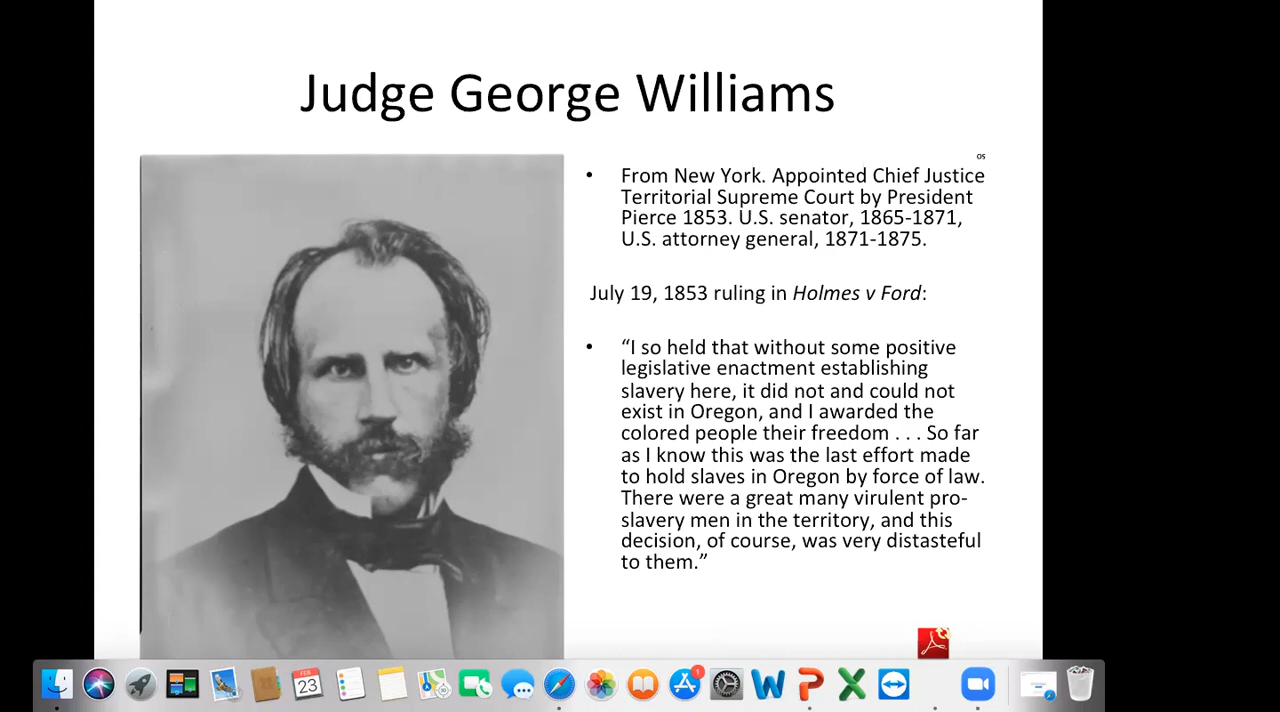 Judge George Williams
os
• From New York. Appointed Chief Justice
Territorial Supreme Court by President
Pierce 1853. U.S. senator, 1865-1871,
U.S. attorney general, 1871-1875.
July 19, 1853 ruling in Holmes v Ford:
• “I so held that without some positive
legislative enactment establishing
slavery here, it did not and could not
exist in Oregon, and I awarded the
colored people their freedom . . . So far
as I know this was the last effort made
to hold slaves in Oregon by force of law.
There were a great many virulent pro-
slavery men in the territory, and this
decision, of course, was very distasteful
to them.”
FEB
23
1
W
P
X